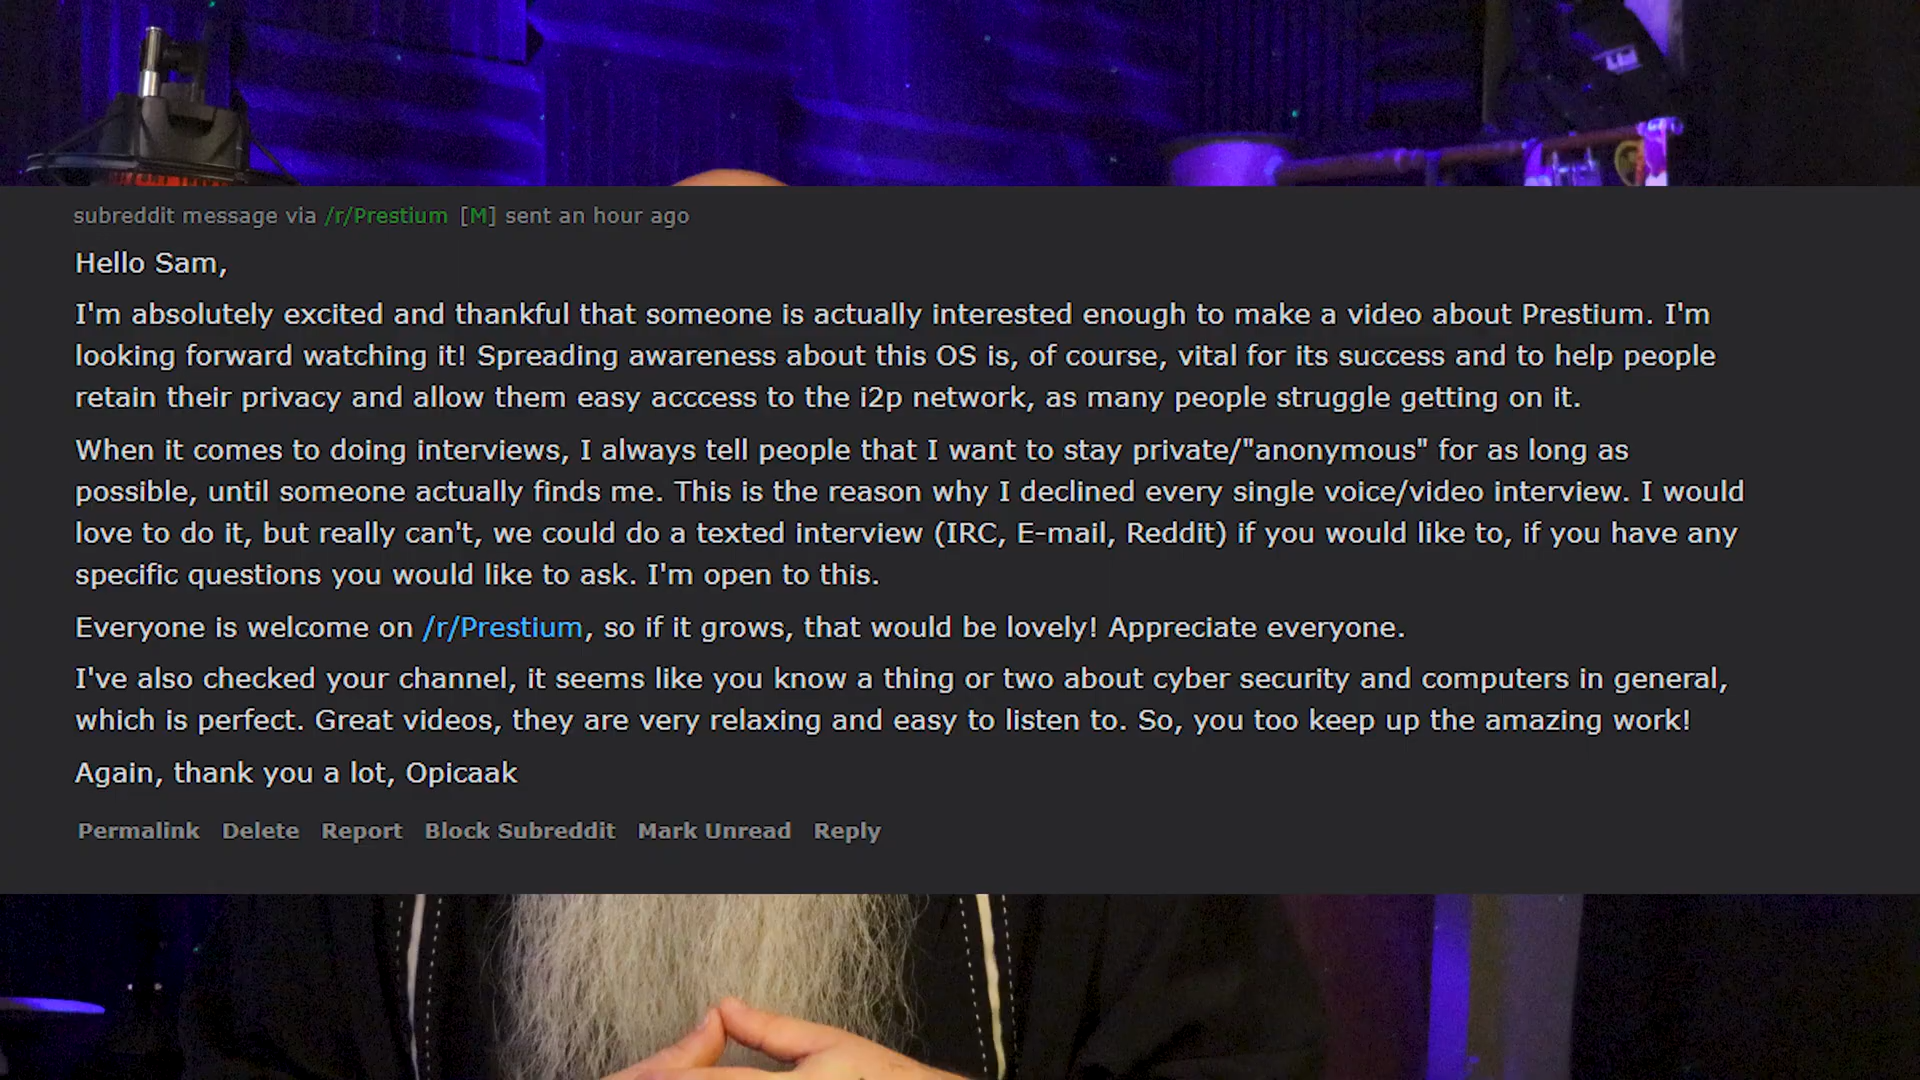 subreddit message via /r/Prestium [M] sent an hour ago
Hello Sam,
I'm absolutely excited and thankful that someone is actually interested enough to make a video about Prestium. I'm
looking forward watching it! Spreading awareness about this OS is, of course, vital for its success and to help people
retain their privacy and allow them easy acccess to the i2p network, as many people struggle getting on it.
When it comes to doing interviews, I always tell people that I want to stay private/"anonymous" for as long as
possible, until someone actually finds me. This is the reason why I declined every single voice/video interview. I would
love to do it, but really can't, we could do a texted interview (IRC, E-mail, Reddit) if you would like to, if you have any
specific questions you would like to ask. I'm open to this.
Everyone is welcome on /r/Prestium, so if it grows, that would be lovely! Appreciate everyone.
I've also checked your channel, it seems like you know a thing or two about cyber security and computers in general,
which is perfect. Great videos, they are very relaxing and easy to listen to. So, you too keep up the amazing work!
Again, thank you a lot, Opicaak
Permalink Delete Report Block Subreddit Mark Unread Reply